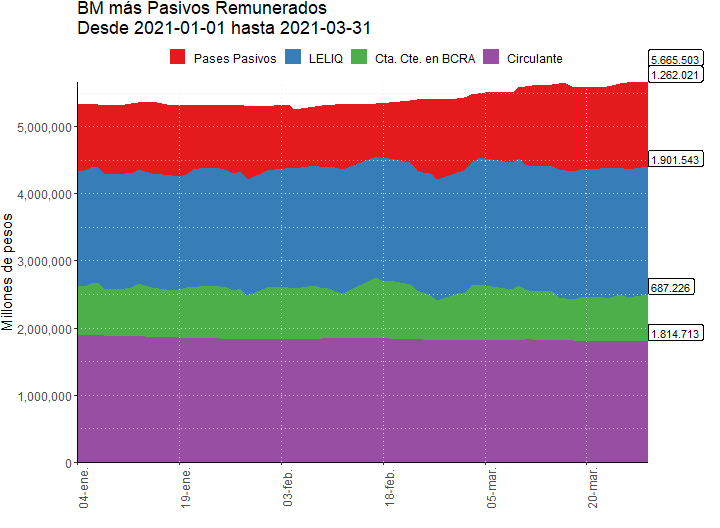 BM más Pasivos Remunerados
Desde 2021-01-01 hasta 2021-03-31
Pases Pasivos LELIQ Cta. Cte. en BCRA Circulante
5.665.503
1.262.021
1.901.543
687.226
1.814.713
Millones de pesos
5,000,000
4,000,000
3,000,000
2,000,000
1,000,000
0
04-ene.
19-ene.
03-feb.
18-feb.
05-mar.
20-mar.